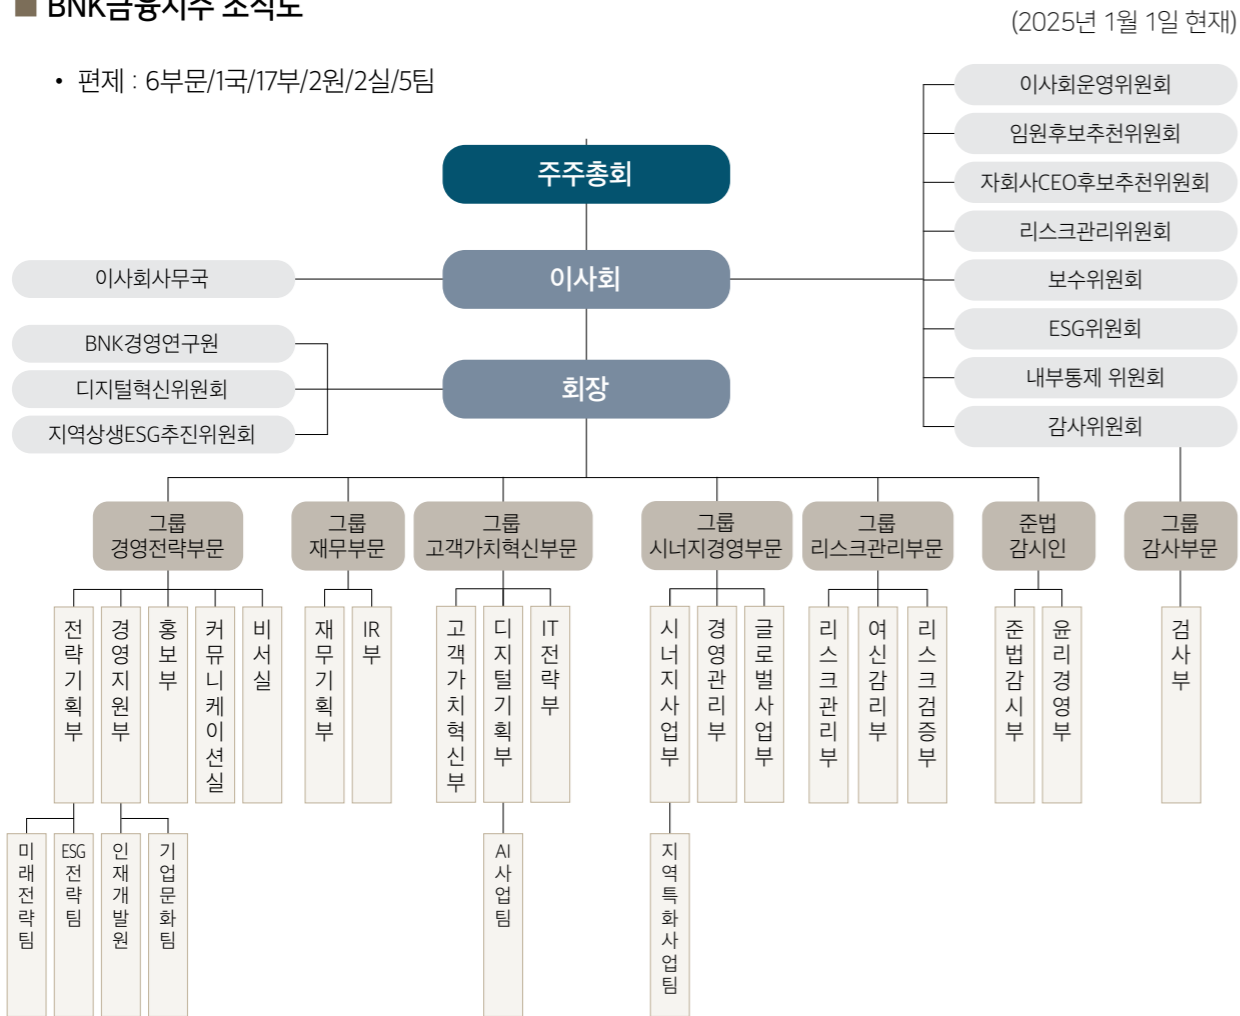 ■ BNK금융지주 조직도
(2025년 1월 1일 현재)
• 편제 : 6부문/1국/17부/2원/2실/5팀
주주총회
이사회
회장
이사회사무국
BNK경영연구원
디지털혁신위원회
지역상생ESG추진위원회
이사회운영위원회
임원후보추천위원회
자회사CEO후보추천위원회
리스크관리위원회
보수위원회
ESG위원회
내부통제 위원회
감사위원회
그룹
경영전략부문
그룹
재무부문
그룹
고객가치혁신부문
그룹
시너지경영부문
그룹
리스크관리부문
준법
감시인
그룹
감사부문
전략기획부
경영지원부
홍보부
커뮤니케이션실
비서실
재무기획부
IR부
고객가치혁신부
디지털기획부
IT전략부
시너지사업부
경영관리부
글로벌사업부
리스크관리부
여신감리부
리스크검증부
준법감시부
윤리경영부
검사부
미래전략팀
ESG전략팀
인재개발원
기업문화팀
AI사업팀
지역특화사업팀